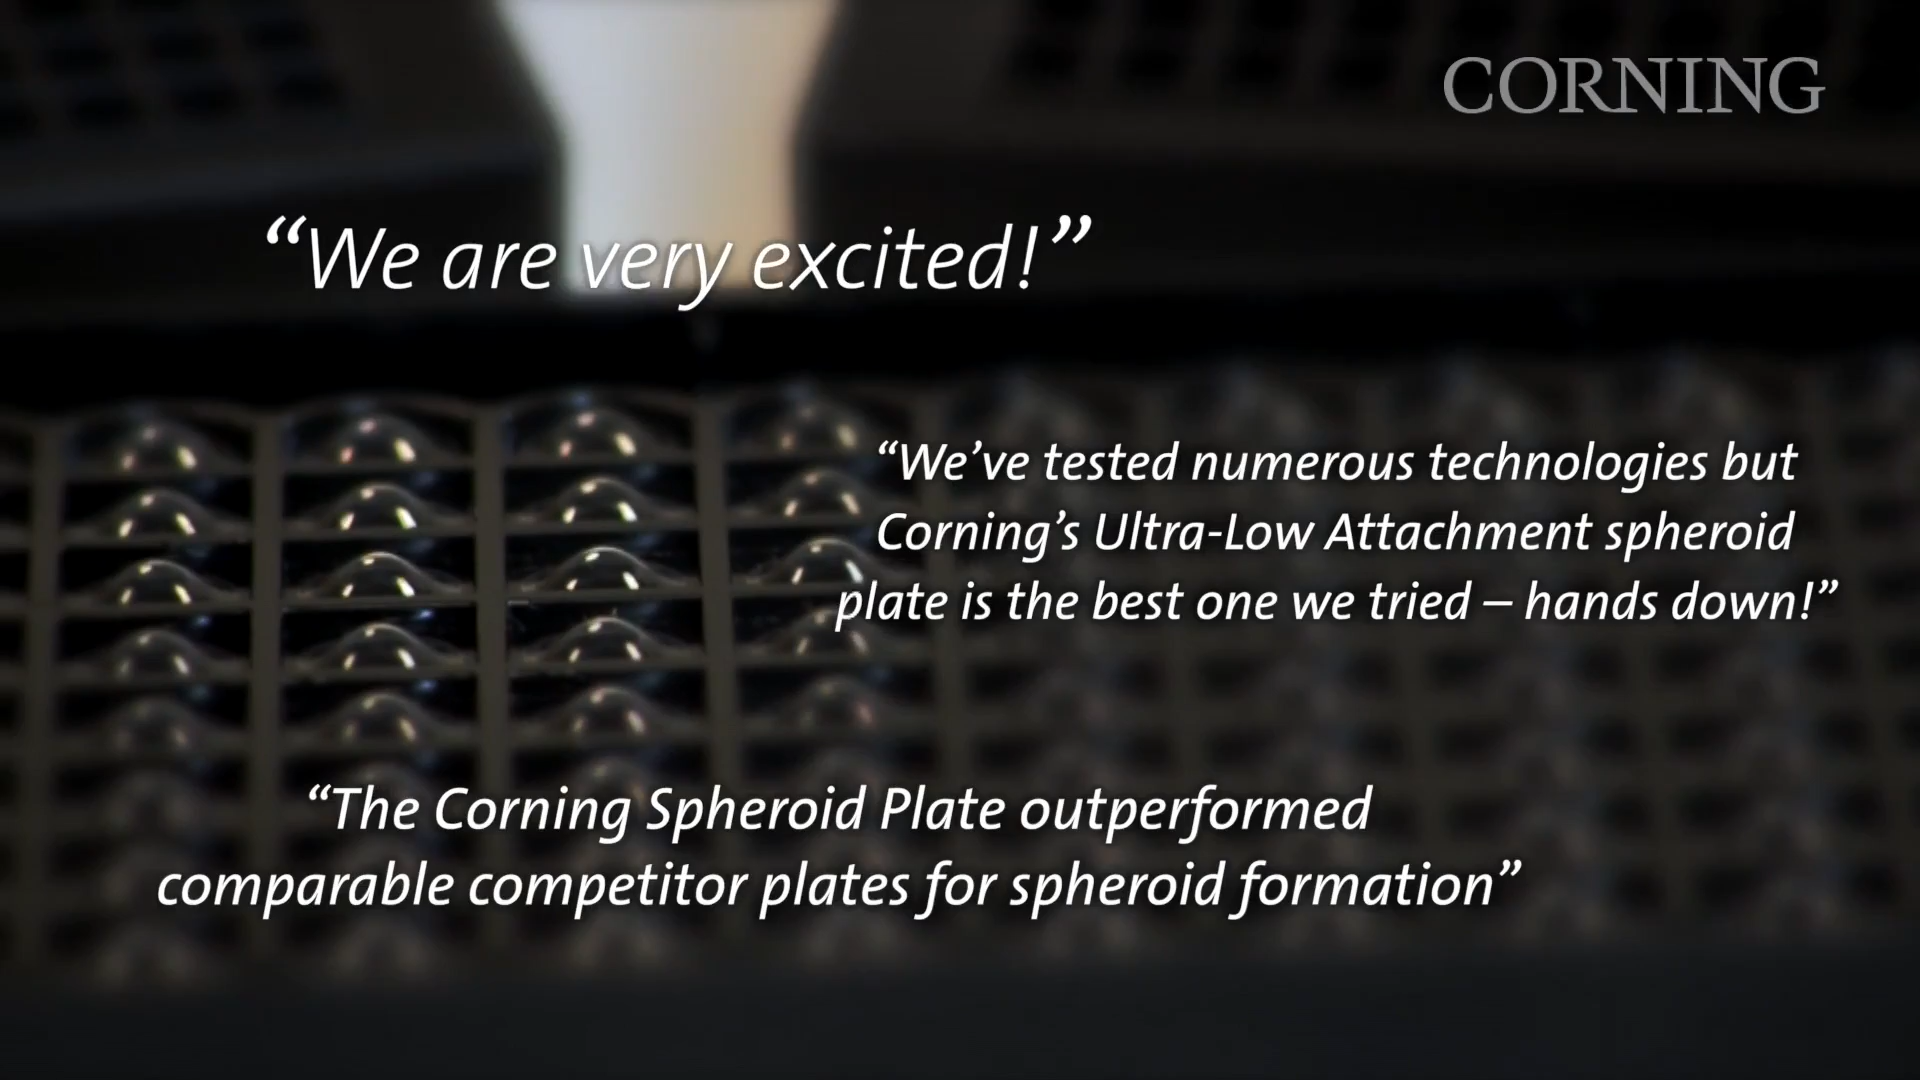 CORNING
“We are very excited!”
“We’ve tested numerous technologies but
Corning’s Ultra-Low Attachment spheroid
plate is the best one we tried – hands down!”
“The Corning Spheroid Plate outperformed
comparable competitor plates for spheroid formation”